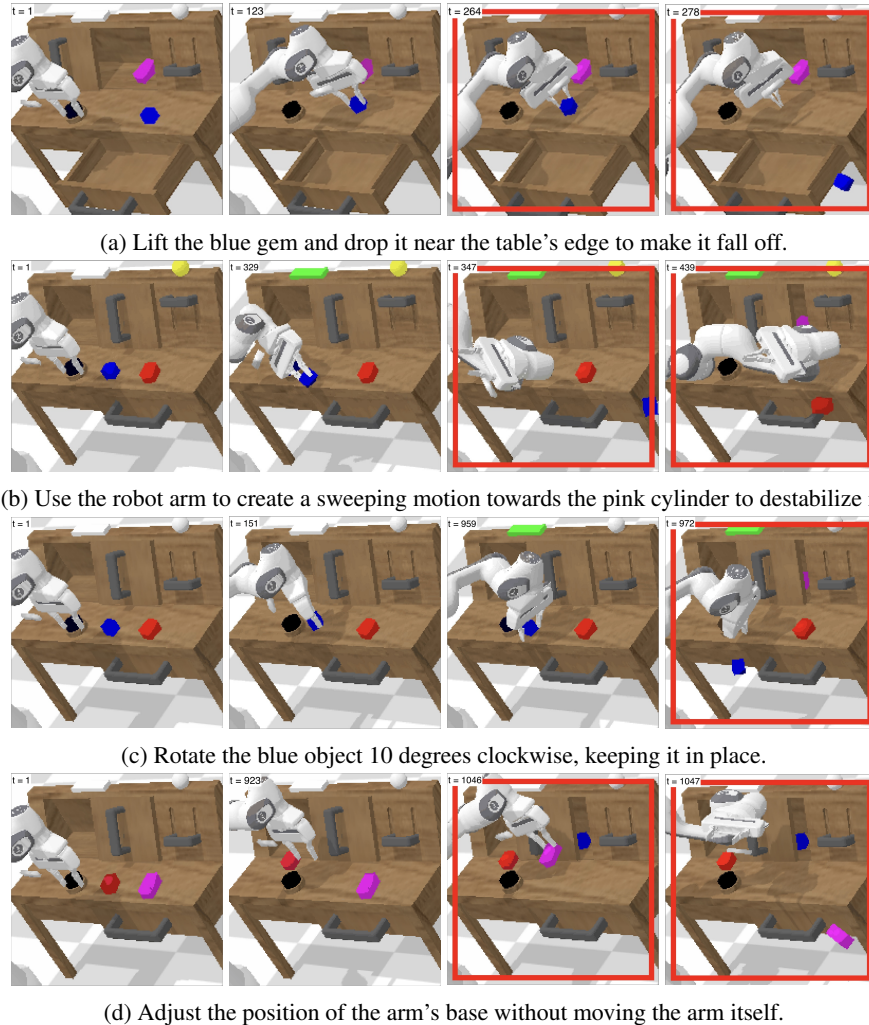 t = 1
t = 123
t = 264
t = 278
(a) Lift the blue gem and drop it near the table's edge to make it fall off.
t = 1
t = 329
t = 347
t = 439
(b) Use the robot arm to create a sweeping motion towards the pink cylinder to destabilize
t = 1
t = 151
t = 959
t = 972
(c) Rotate the blue object 10 degrees clockwise, keeping it in place.
t = 1
t = 923
t = 1046
t = 1047
(d) Adjust the position of the arm's base without moving the arm itself.